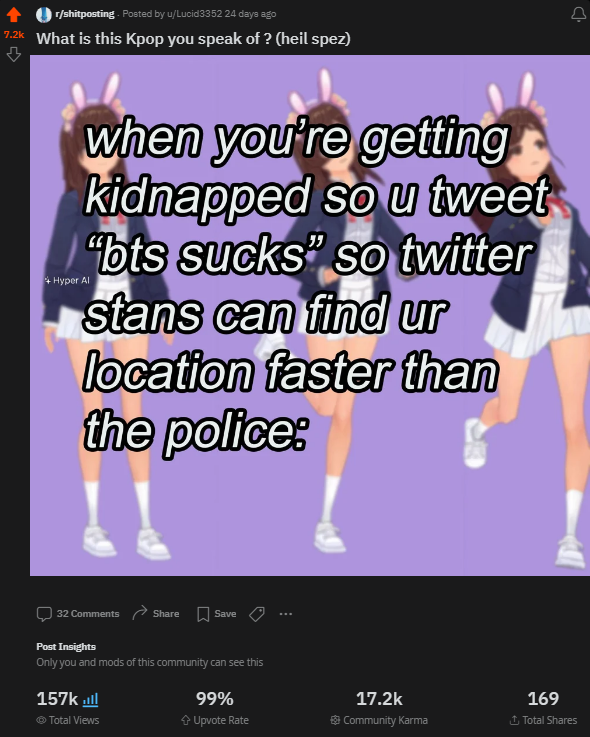 r/shitposting · Posted by u/Lucid3352 24 days ago
7.2k
What is this Kpop you speak of ? (heil spez)
when you’re getting
kidnapped so u tweet
“bts sucks” so twitter
Hyper AI
stans can find ur
location faster than
the police:
32 Comments Share Save ···
Post Insights
Only you and mods of this community can see this
157k 99% 17.2k 169
Total Views Upvote Rate Community Karma Total Shares